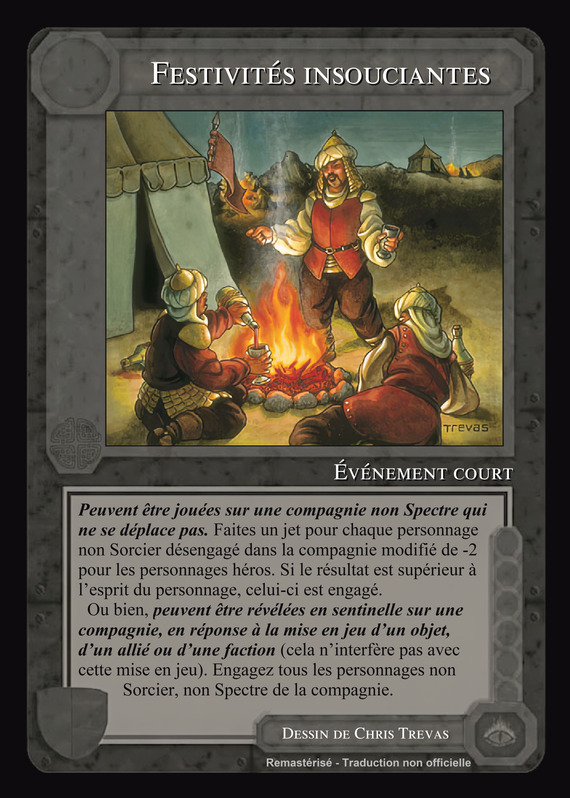 Festivités insouciantes
Trevas
Événement court
Peuvent être jouées sur une compagnie non Spectre qui
ne se déplace pas. Faites un jet pour chaque personnage
non Sorcier désengagé dans la compagnie modifié de -2
pour les personnages héros. Si le résultat est supérieur à
l’esprit du personnage, celui-ci est engagé.
Ou bien, peuvent être révélées en sentinelle sur une
compagnie, en réponse à la mise en jeu d’un objet,
d’un allié ou d’une faction (cela n’interfère pas avec
cette mise en jeu). Engagez tous les personnages non
Sorcier, non Spectre de la compagnie.
Dessin de Chris Trevas
Remastérisé - Traduction non officielle